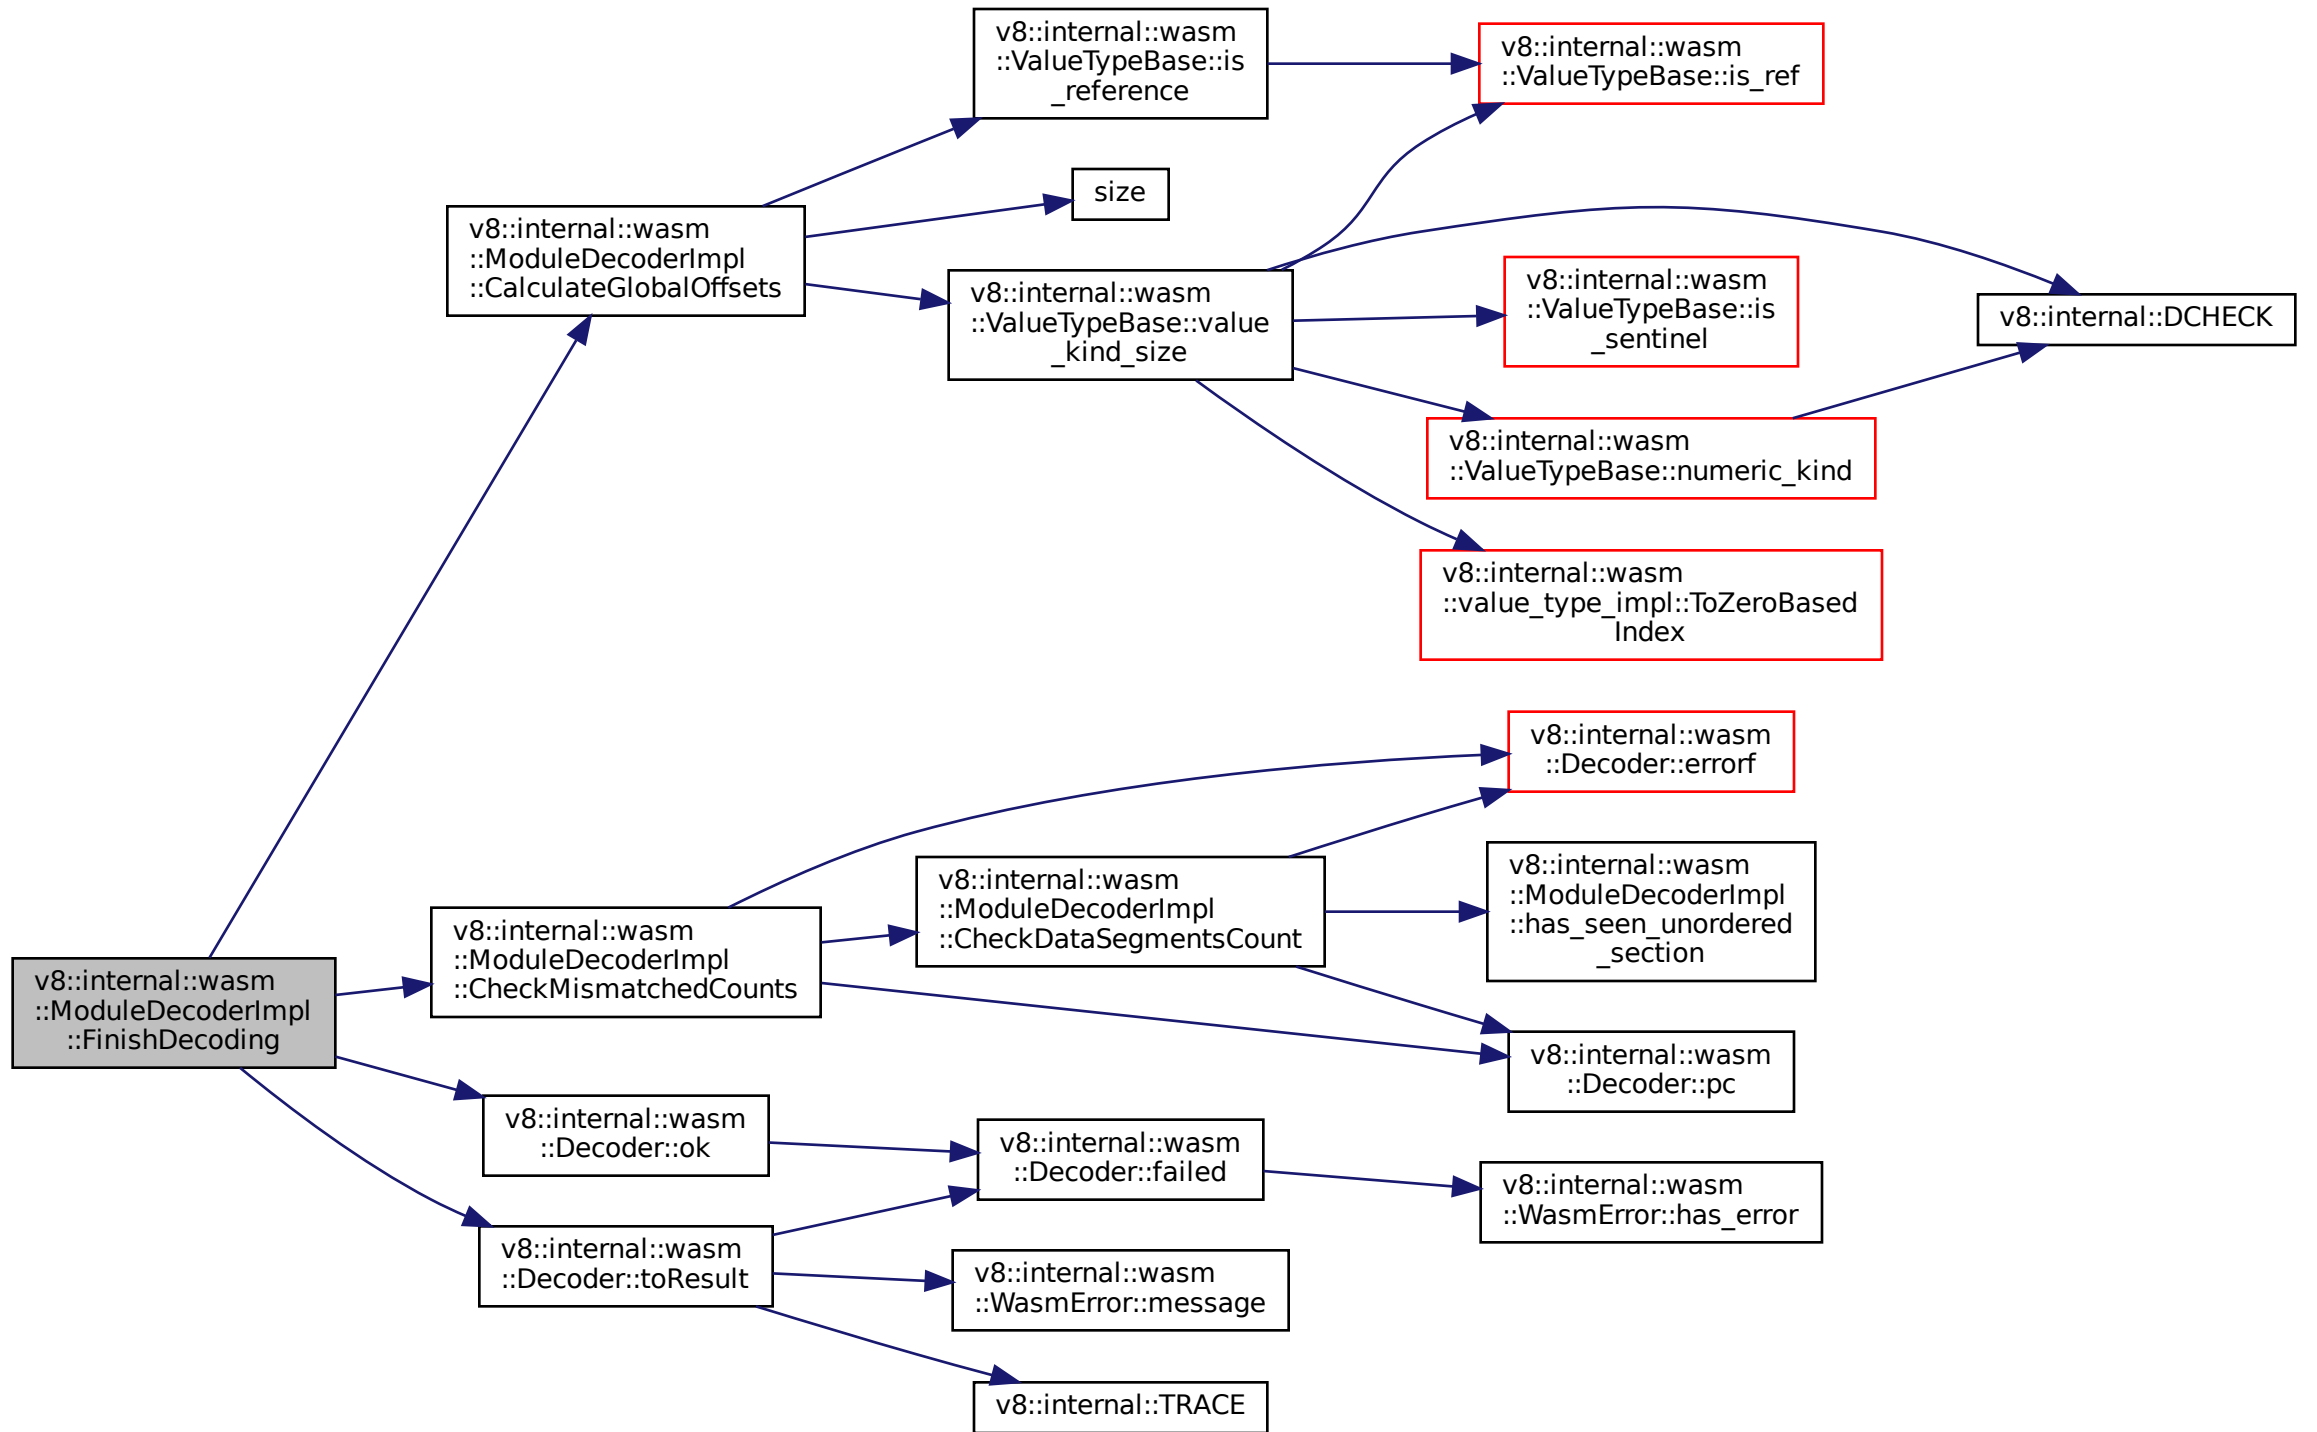 v8::internal::wasm
::ModuleDecoderImpl
::FinishDecoding
v8::internal::wasm
::ModuleDecoderImpl
::CalculateGlobalOffsets
v8::internal::wasm
::ValueTypeBase::is
_reference
v8::internal::wasm
::ValueTypeBase::is_ref
size
v8::internal::wasm
::ValueTypeBase::value
_kind_size
v8::internal::wasm
::ValueTypeBase::is
_sentinel
v8::internal::DCHECK
v8::internal::wasm
::ValueTypeBase::numeric_kind
v8::internal::wasm
::value_type_impl::ToZeroBased
Index
v8::internal::wasm
::ModuleDecoderImpl
::CheckMismatchedCounts
v8::internal::wasm
::Decoder::errorf
v8::internal::wasm
::ModuleDecoderImpl
::CheckDataSegmentsCount
v8::internal::wasm
::ModuleDecoderImpl
::has_seen_unordered
_section
v8::internal::wasm
::Decoder::pc
v8::internal::wasm
::Decoder::ok
v8::internal::wasm
::Decoder::failed
v8::internal::wasm
::WasmError::has_error
v8::internal::wasm
::Decoder::toResult
v8::internal::wasm
::WasmError::message
v8::internal::TRACE